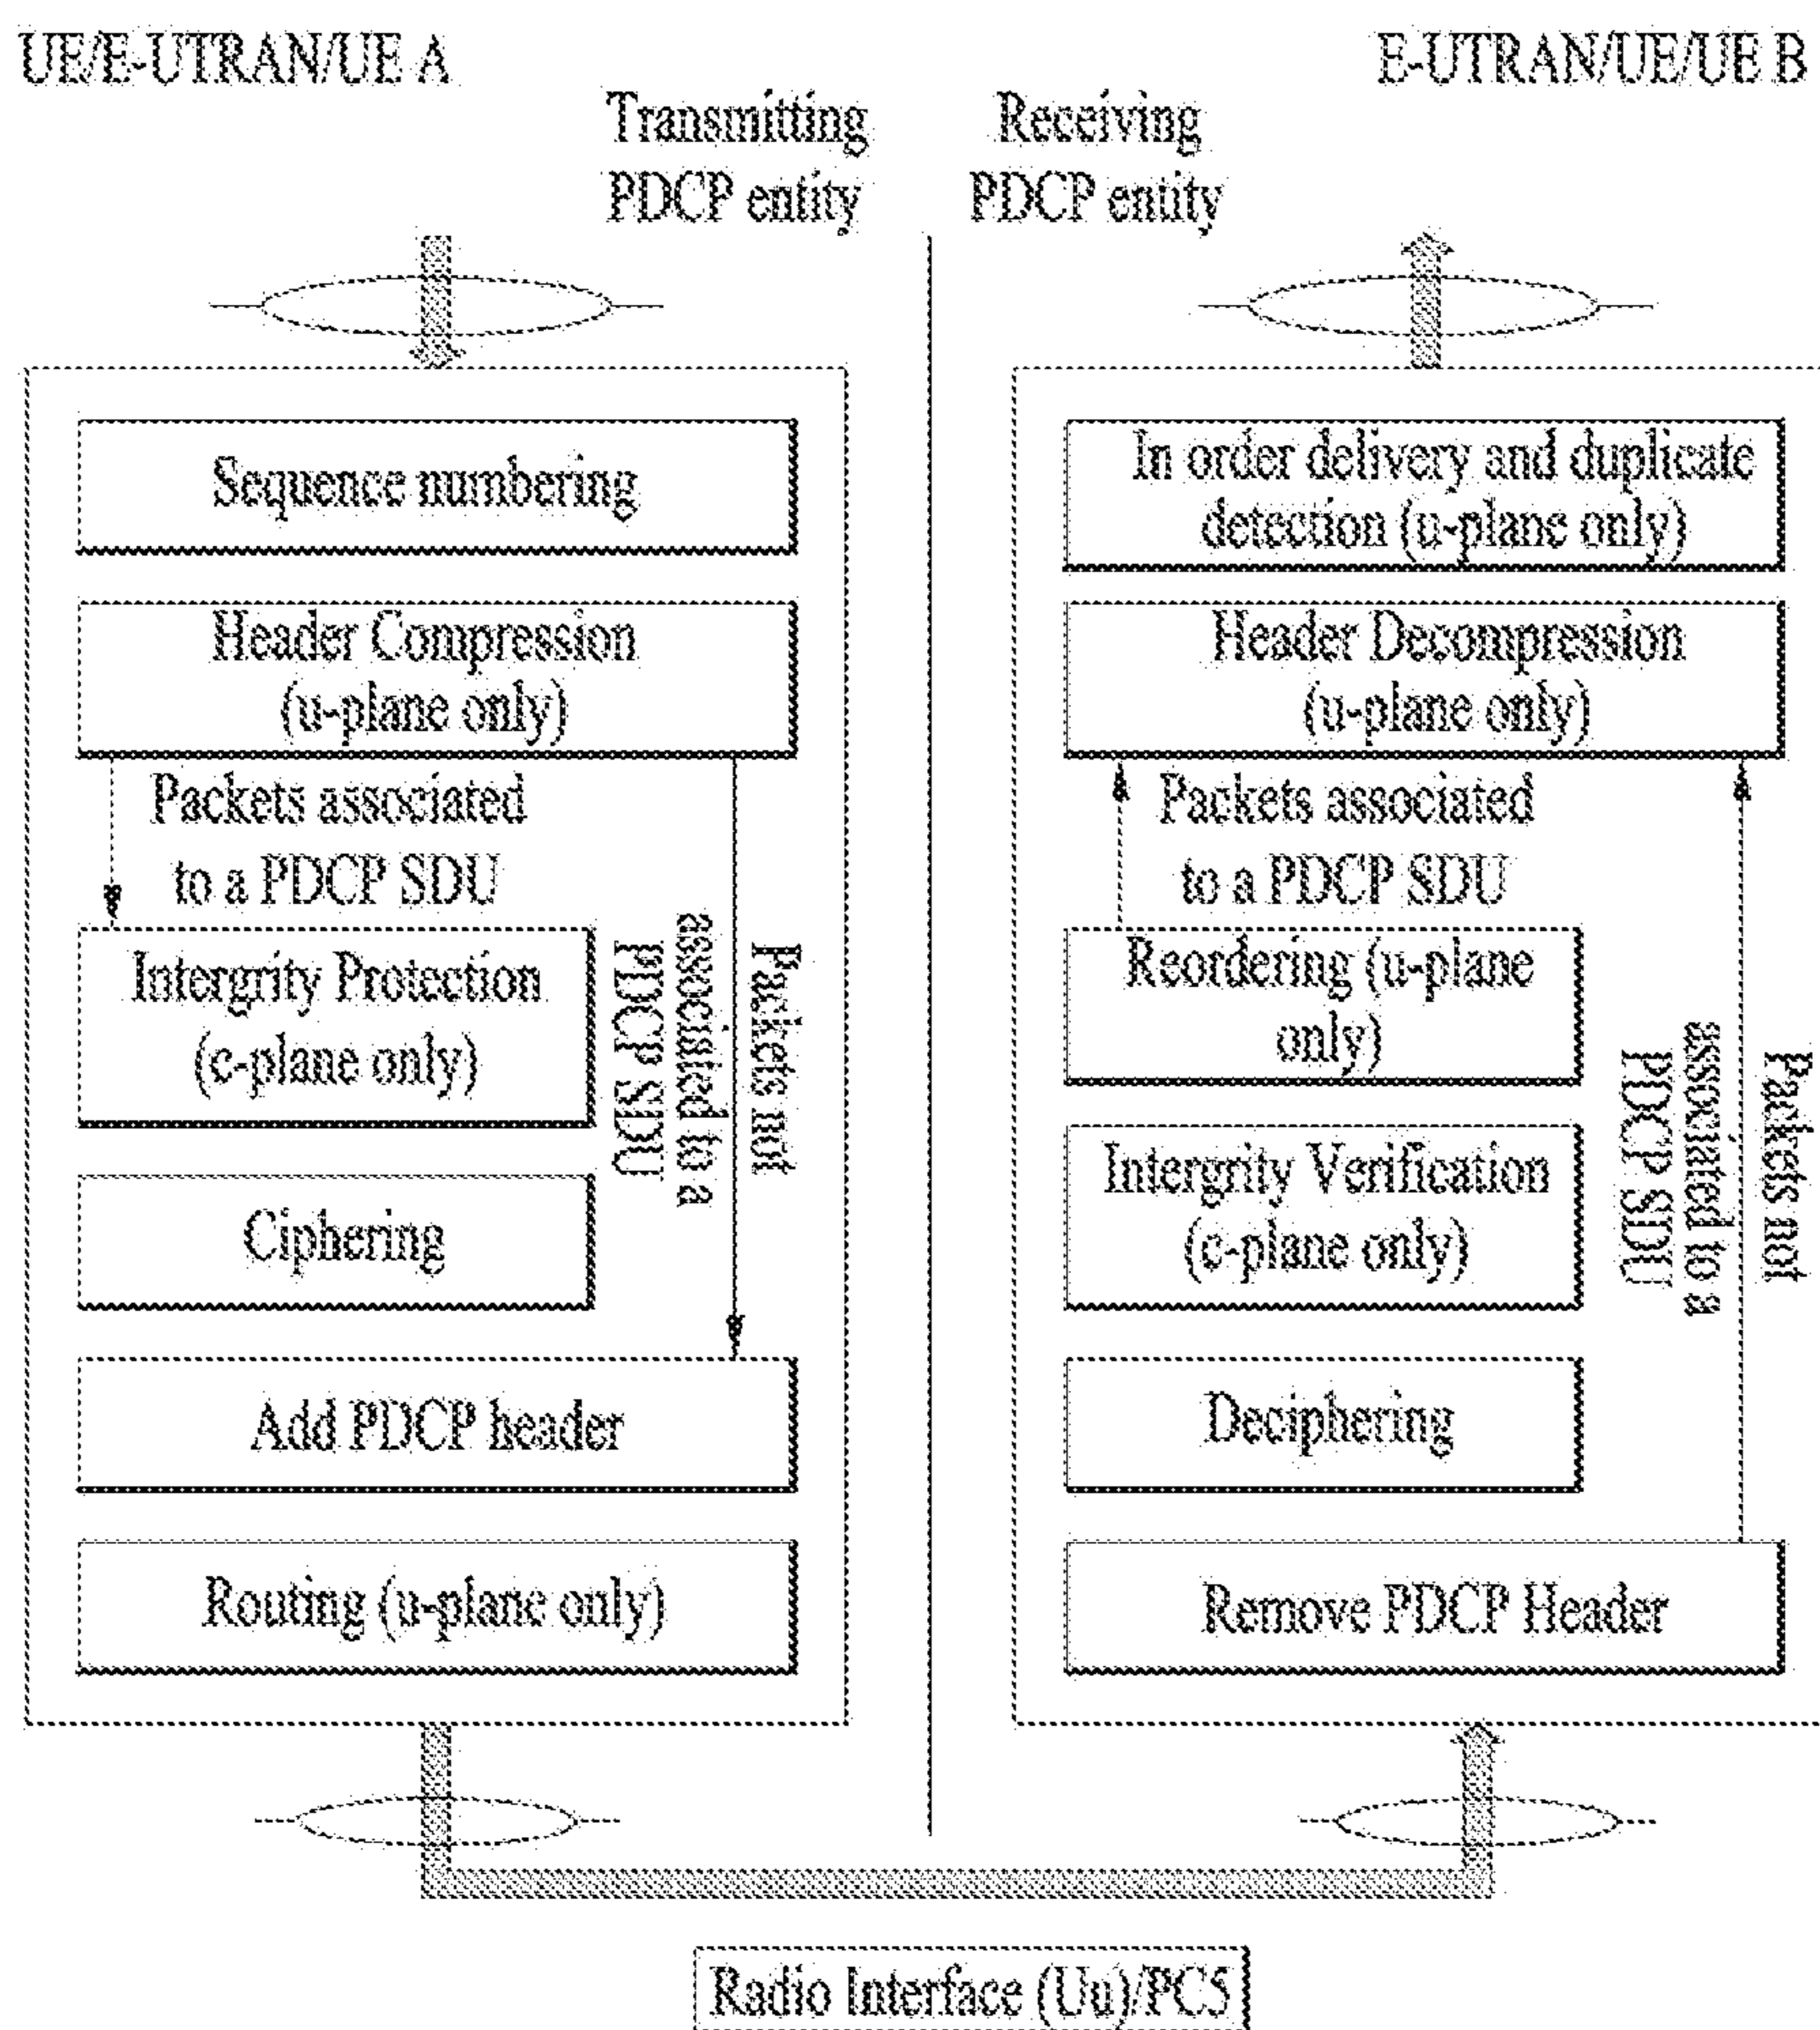 UE/E-UTRAN/UE A
E-UTRAN/UE/UE B
Transmitting
PDCP entity
Receiving
PDCP entity
Sequence numbering
Header Compression
(u-plane only)
Packets associated
to a PDCP SDU
Intergrity Protection
(c-plane only)
Packets not
associated to a
PDCP SDU
Ciphering
Add PDCP header
Routing (u-plane only)
In order delivery and duplicate
detection (u-plane only)
Header Decompression
(u-plane only)
Packets associated
to a PDCP SDU
Reordering (u-plane
only)
Intergrity Verification
(c-plane only)
Packets not
associated to a
PDCP SDU
Deciphering
Remove PDCP Header
Radio Interface (Uu)/PC5